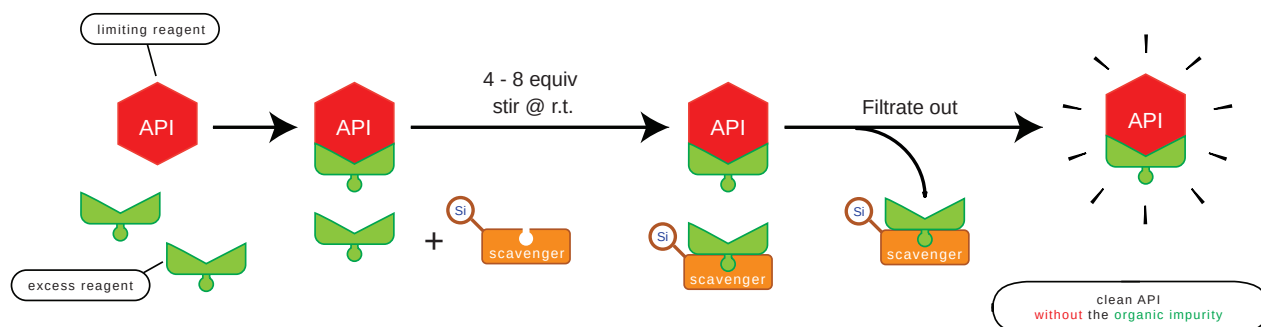 limiting reagent
API
excess reagent
API
4 - 8 equiv
stir @ r.t.
+
Si
scavenger
API
Si
scavenger
Filtrate out
Si
scavenger
API
clean API
without the organic impurity